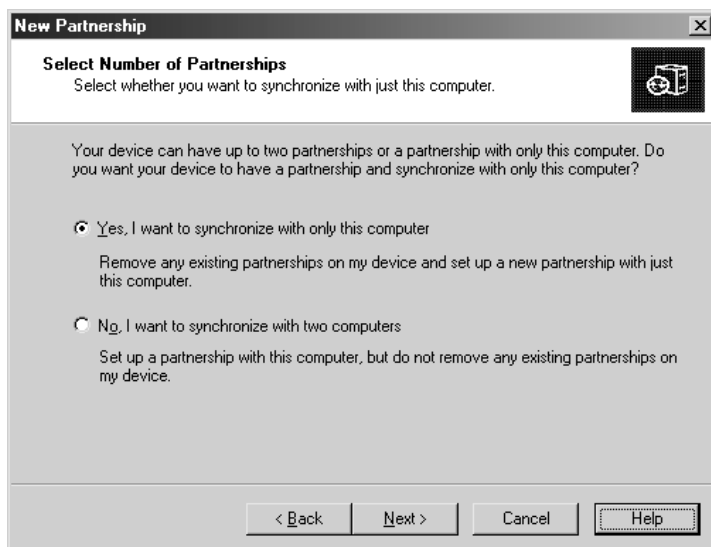 New Partnership
Select Number of Partnerships
Select whether you want to synchronize with just this computer.
Your device can have up to two partnerships or a partnership with only this computer. Do
you want your device to have a partnership and synchronize with only this computer?
Yes, I want to synchronize with only this computer
Remove any existing partnerships on my device and set up a new partnership with just
this computer.
No, I want to synchronize with two computers
Set up a partnership with this computer, but do not remove any existing partnerships on
my device.
< Back Next > Cancel Help